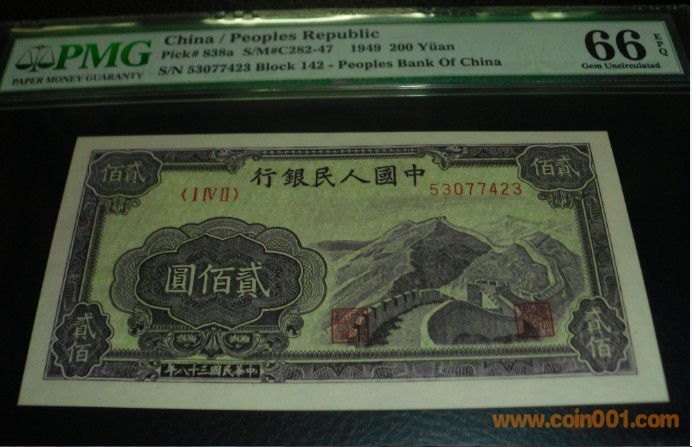 PMG
PAPER MONEY GUARANTY
China / Peoples Republic
Pick# 838a S/M#C282-47 1949 200 Yüan
S/N 53077423 Block 142 - Peoples Bank Of China
66 EPQ
Gem Uncirculated
貳佰
行銀民人國中
貳佰
〈I IV II〉
53077423
圓佰貳
貳佰
貳佰
年八十三國民華中
www.coin001.com